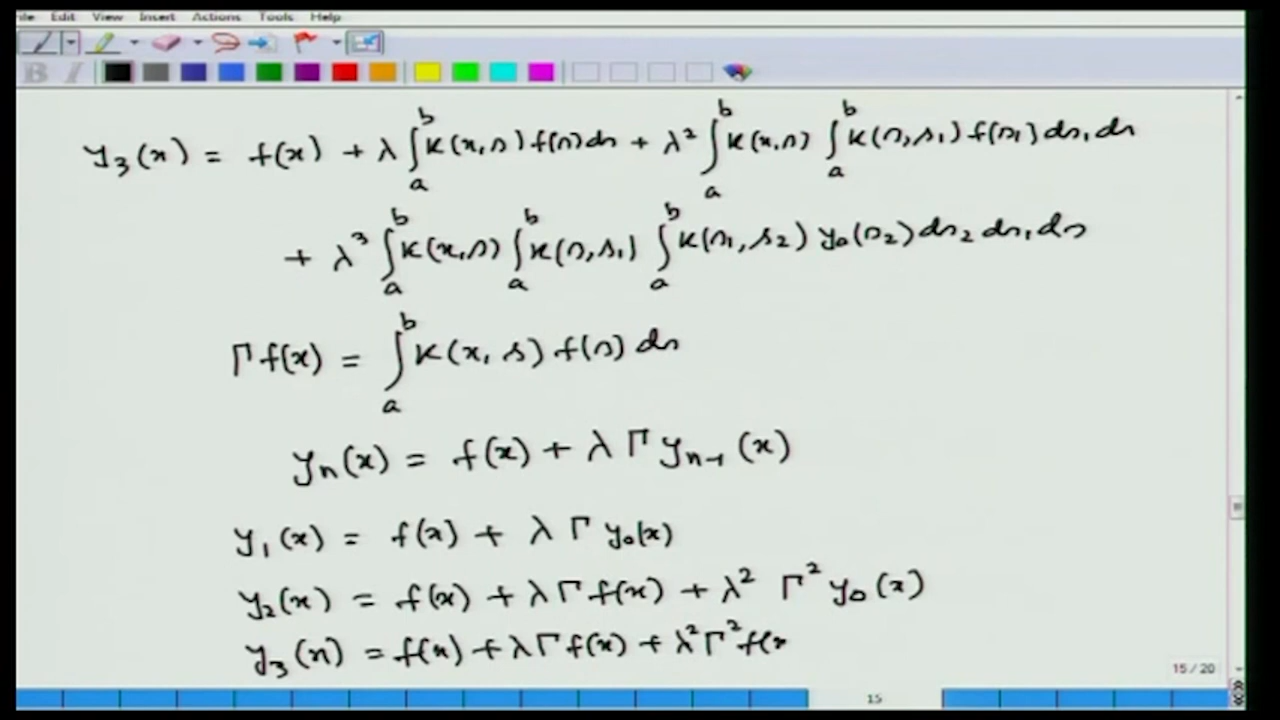 File Edit View Insert Actions Tools Help
B I
y₃(x) = f(x) + λ ∫ₐᵇ K(x,s) f(s) ds + λ² ∫ₐᵇ K(x,s) ∫ₐᵇ K(s,s₁) f(s₁) ds₁ ds
+ λ³ ∫ₐᵇ K(x,s) ∫ₐᵇ K(s,s₁) ∫ₐᵇ K(s₁,s₂) y₀(s₂) ds₂ ds₁ ds
Γ f(x) = ∫ₐᵇ K(x,s) f(s) ds
yₙ(x) = f(x) + λ Γ yₙ₋₁(x)
y₁(x) = f(x) + λ Γ y₀(x)
y₂(x) = f(x) + λ Γ f(x) + λ² Γ² y₀(x)
y₃(x) = f(x) + λ Γ f(x) + λ² Γ² f(x
15 / 20
15